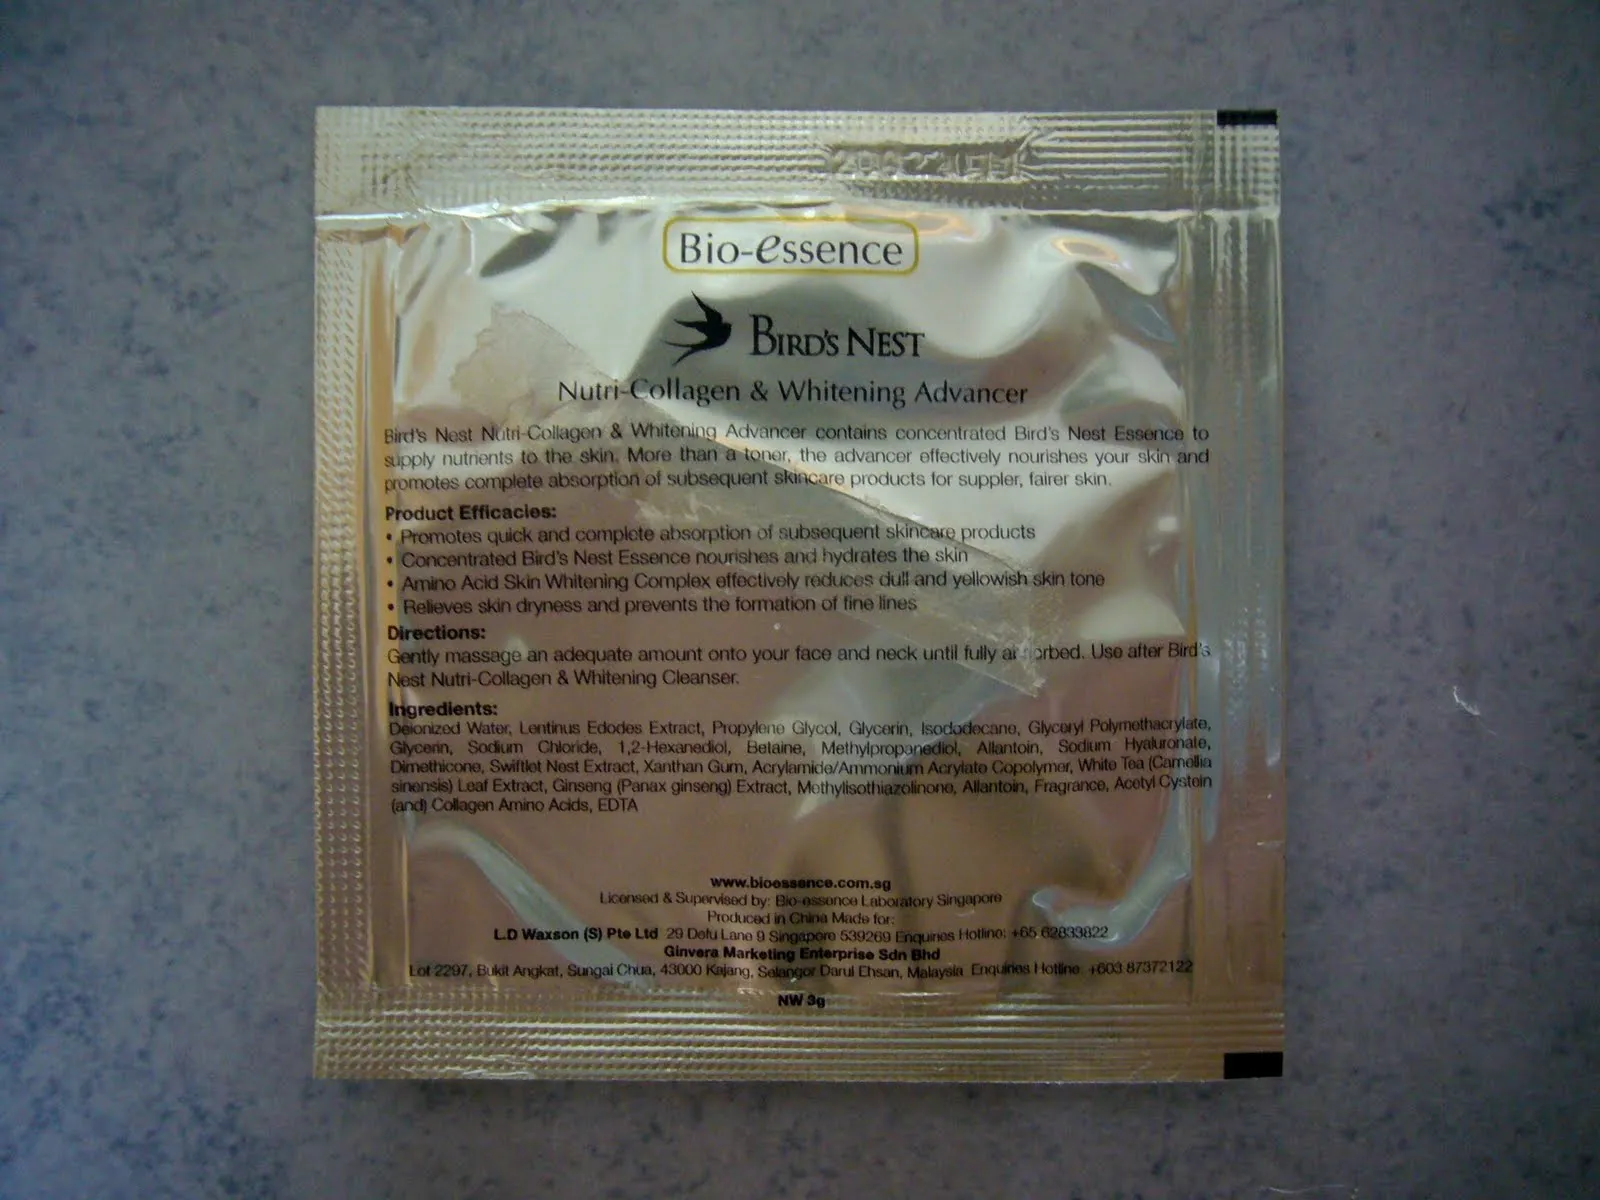 Bio-essence
BIRD'S NEST
Nutri-Collagen & Whitening Advancer
Bird's Nest Nutri-Collagen & Whitening Advancer contains concentrated Bird's Nest Essence to
supply nutrients to the skin. More than a toner, the advancer effectively nourishes your skin and
promotes complete absorption of subsequent skincare products for suppler, fairer skin.
Product Efficacies:
• Promotes quick and complete absorption of subsequent skincare products
• Concentrated Bird's Nest Essence nourishes and hydrates the skin
• Amino Acid Skin Whitening Complex effectively reduces dull and yellowish skin tone
• Relieves skin dryness and prevents the formation of fine lines
Directions:
Gently massage an adequate amount onto your face and neck until fully absorbed. Use after Bird's
Nest Nutri-Collagen & Whitening Cleanser.
Ingredients:
Deionized Water, Lentinus Edodes Extract, Propylene Glycol, Glycerin, Isododecane, Glyceryl Polymethacrylate,
Glycerin, Sodium Chloride, 1,2-Hexanediol, Betaine, Methylpropanediol, Allantoin, Sodium Hyaluronate,
Dimethicone, Swiftlet Nest Extract, Xanthan Gum, Acrylamide/Ammonium Acrylate Copolymer, White Tea (Camellia
sinensis) Leaf Extract, Ginseng (Panax ginseng) Extract, Methylisothiazolinone, Allantoin, Fragrance, Acetyl Cystein
(and) Collagen Amino Acids, EDTA
www.bioessence.com.sg
Licensed & Supervised by: Bio-essence Laboratory Singapore
Produced in China Made for:
L.D Waxson (S) Pte Ltd 29 Defu Lane 9 Singapore 539269 Enquiries Hotline: +65 62833822
Ginvera Marketing Enterprise Sdn Bhd
Lot 2297, Bukit Angkat, Sungai Chua, 43000 Kajang, Selangor Darul Ehsan, Malaysia Enquiries Hotline: +603 87372122
NW 3g